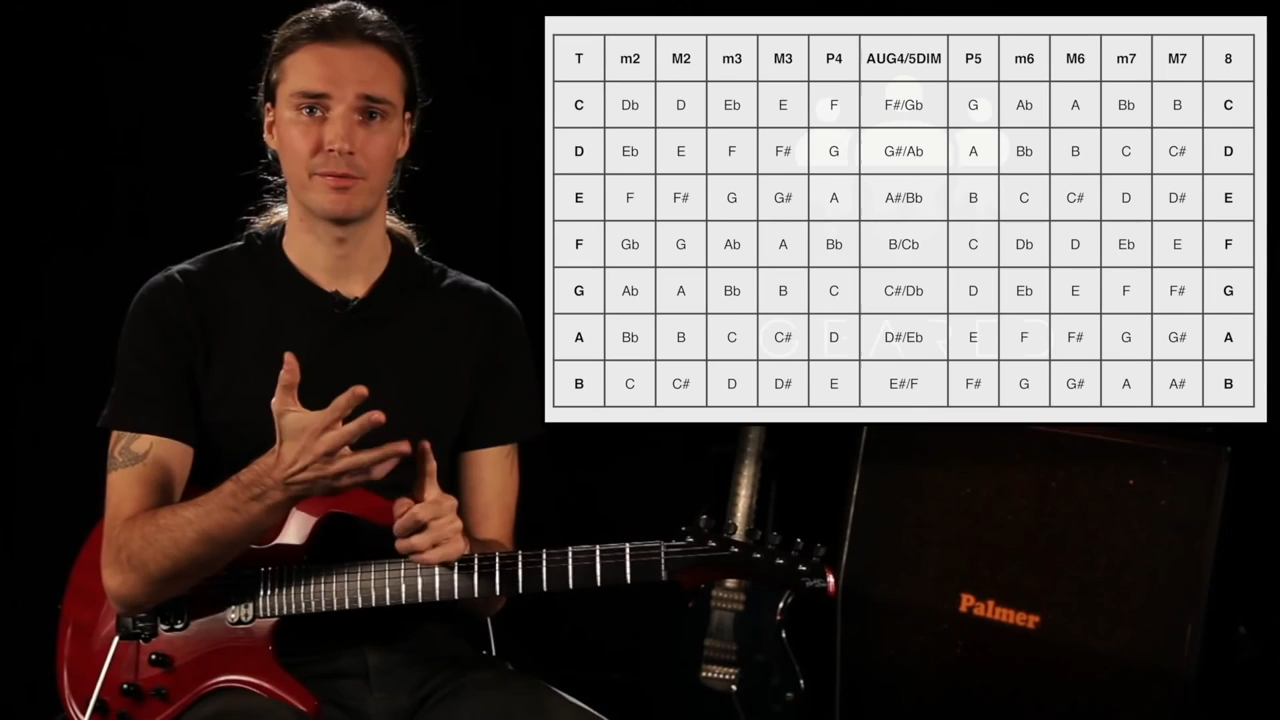 T m2 M2 m3 M3 P4 AUG4/5DIM P5 m6 M6 m7 M7 8
C Db D Eb E F F#/Gb G Ab A Bb B C
D Eb E F F# G G#/Ab A Bb B C C# D
E F F# G G# A A#/Bb B C C# D D# E
F Gb G Ab A Bb B/Cb C Db D Eb E F
G Ab A Bb B C C#/Db D Eb E F F# G
GEARED
A Bb B C C# D D#/Eb E F F# G G# A
B C C# D D# E E#/F F# G G# A A# B
Palmer